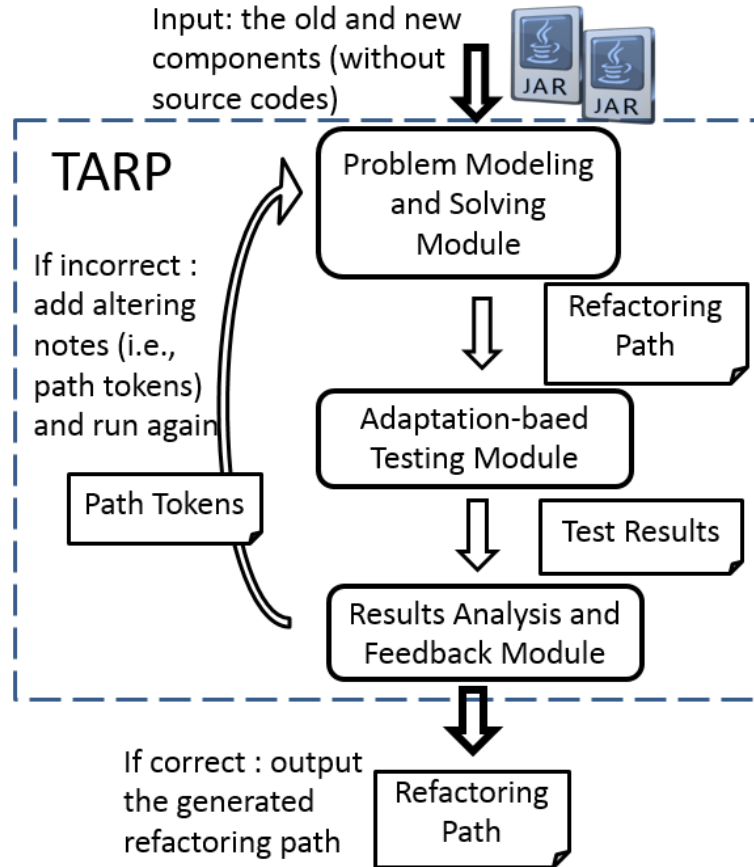 Input: the old and new
components (without
source codes)
JAR
JAR
TARP
Problem Modeling
and Solving
Module
If incorrect :
add altering
notes (i.e.,
path tokens)
and run again
Refactoring
Path
Adaptation-baed
Testing Module
Path Tokens
Test Results
Results Analysis and
Feedback Module
If correct : output
the generated
refactoring path
Refactoring
Path